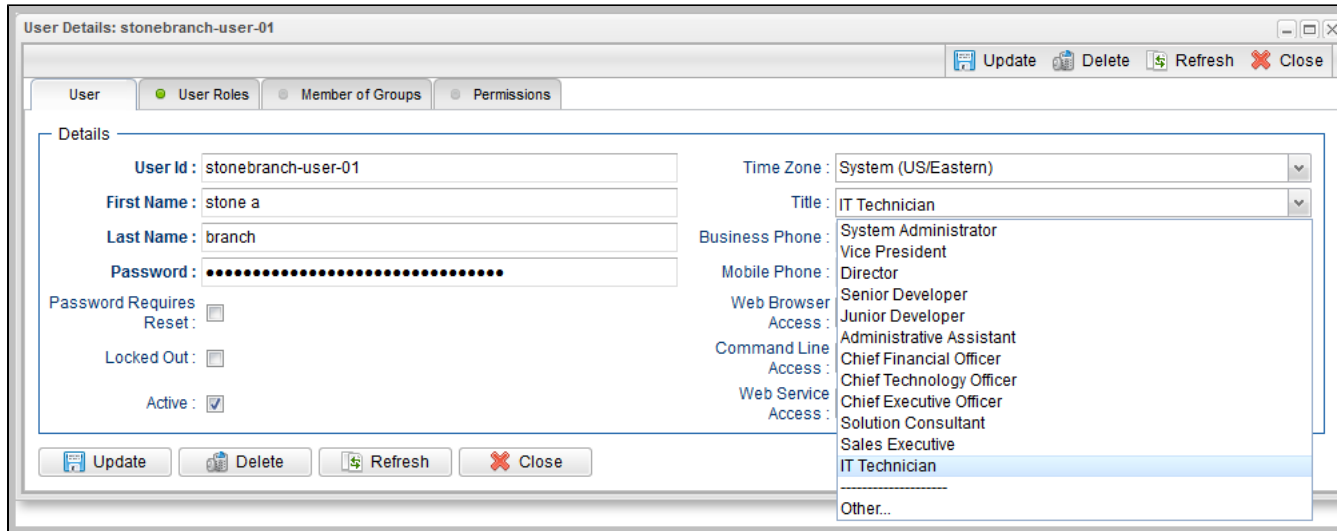 User Details: stonebranch-user-01
Update Delete Refresh Close
User User Roles Member of Groups Permissions
Details
User Id : stonebranch-user-01
First Name : stone a
Last Name : branch
Password : ••••••••••••••••••••••••••••••••
Password Requires
Reset :
Locked Out :
Active :
Time Zone : System (US/Eastern)
Title : IT Technician
Business Phone :
Mobile Phone :
Web Browser
Access :
Command Line
Access :
Web Service
Access :
System Administrator
Vice President
Director
Senior Developer
Junior Developer
Administrative Assistant
Chief Financial Officer
Chief Technology Officer
Chief Executive Officer
Solution Consultant
Sales Executive
IT Technician
--------------------
Other...
Update Delete Refresh Close